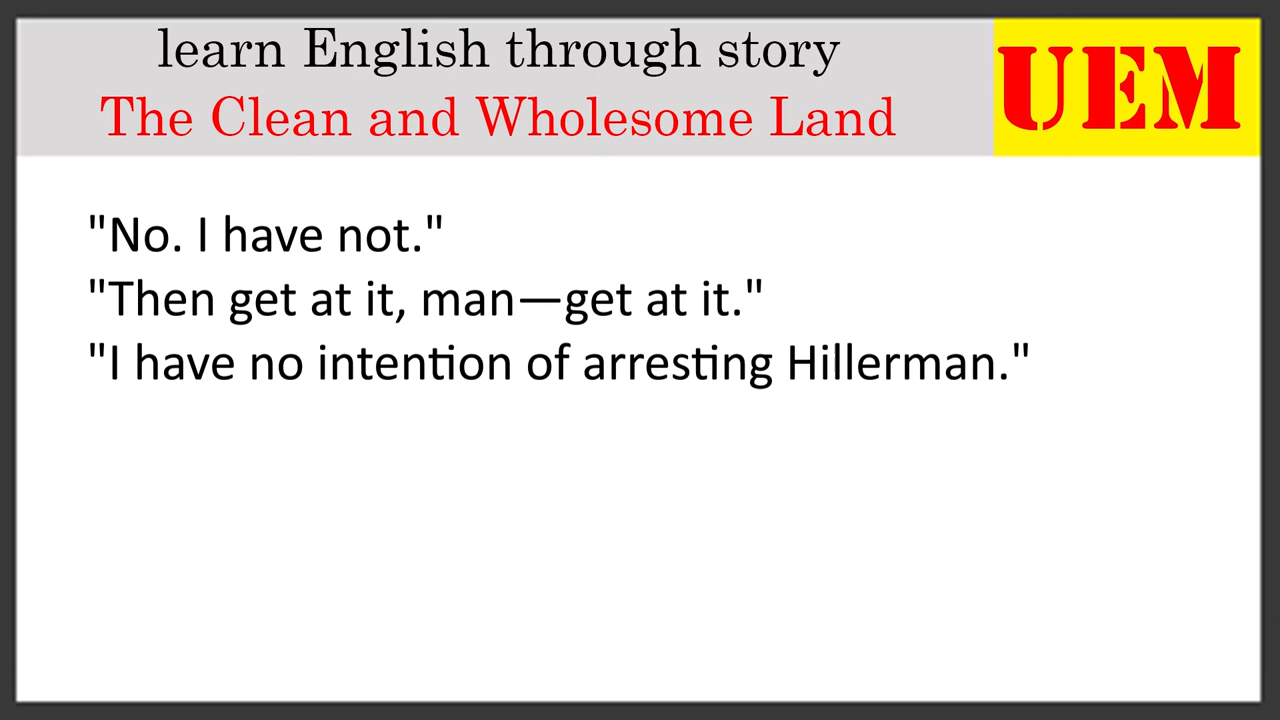 learn English through story
The Clean and Wholesome Land
UEM
"No. I have not."
"Then get at it, man—get at it."
"I have no intention of arresting Hillerman."